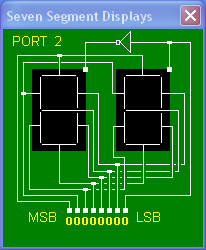 Seven Segment Displays
PORT 2
MSB LSB
00000000